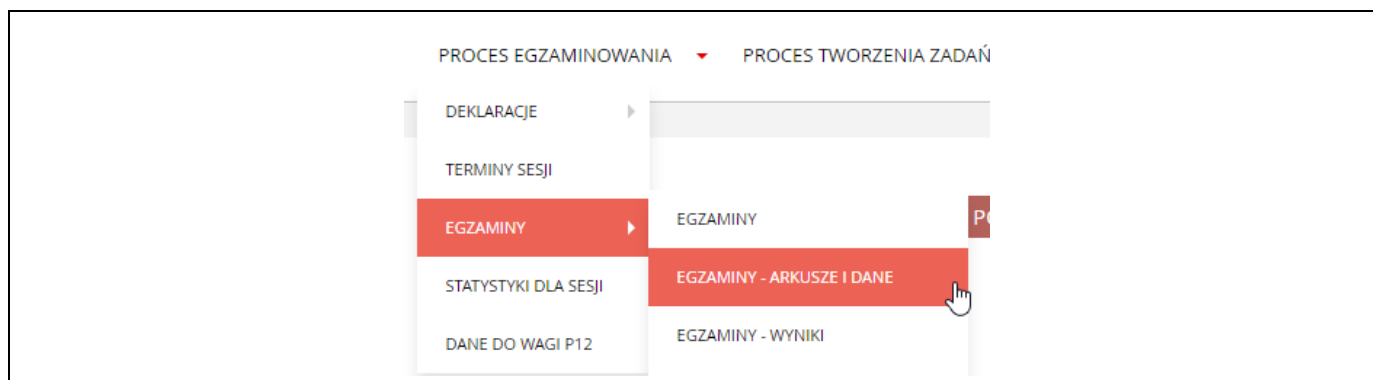 PROCES EGZAMINOWANIA PROCES TWORZENIA ZADAŃ
DEKLARACJE
TERMINY SESJI
EGZAMINY
STATYSTYKI DLA SESJI
DANE DO WAGI P12
EGZAMINY
EGZAMINY - ARKUSZE I DANE
EGZAMINY - WYNIKI